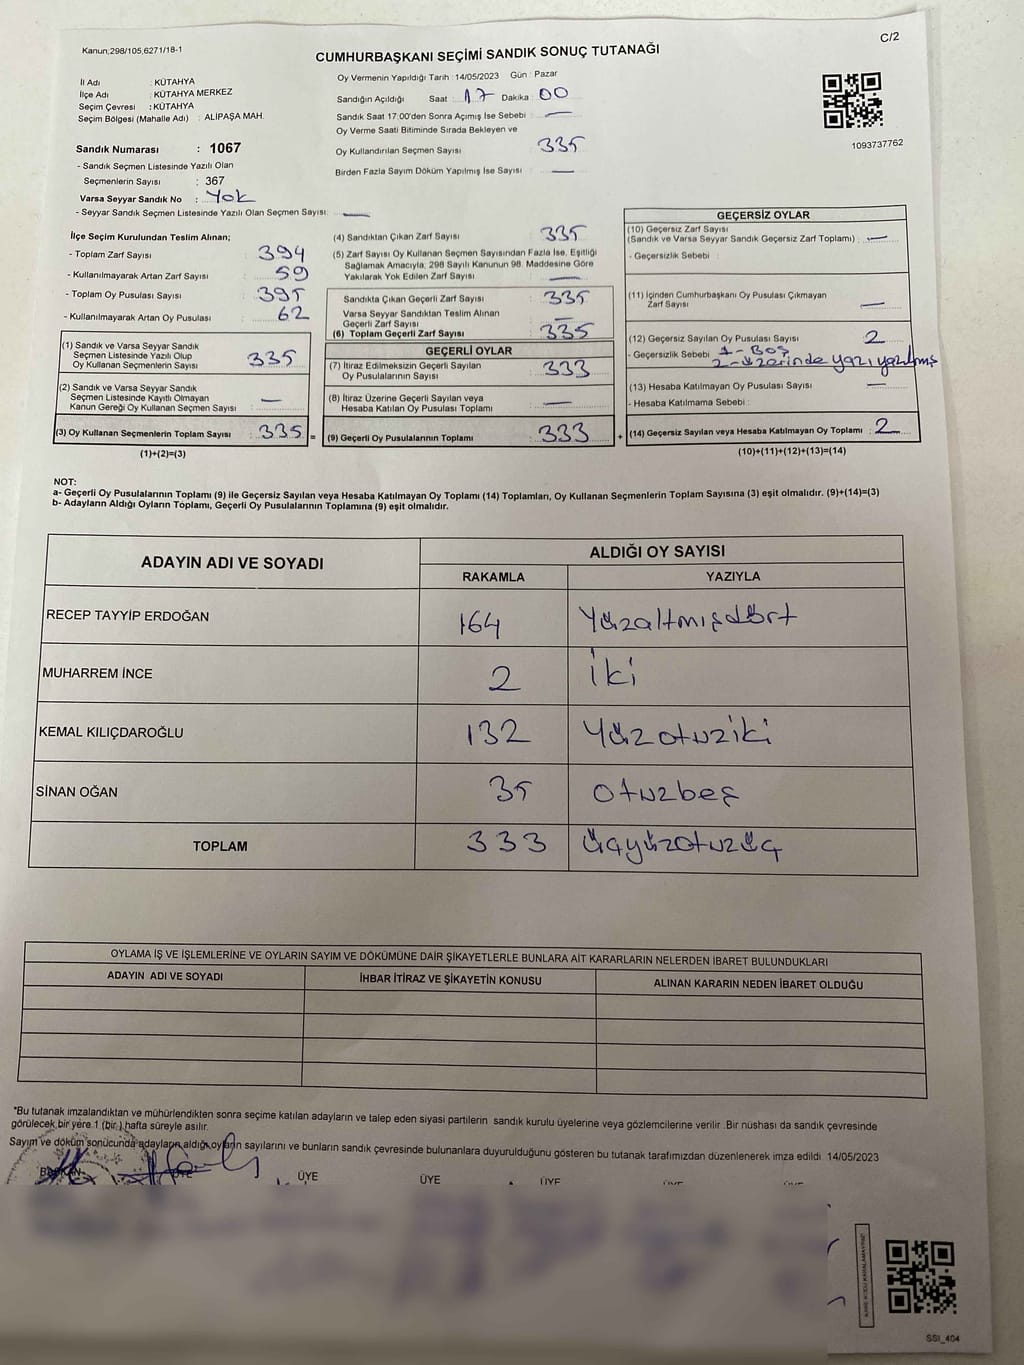 Kanun,298/105,6271/18-1
C/2
CUMHURBAŞKANI SEÇİMİ SANDIK SONUÇ TUTANAĞI
İl Adı : KÜTAHYA
İlçe Adı : KÜTAHYA MERKEZ
Seçim Çevresi : KÜTAHYA
Seçim Bölgesi (Mahalle Adı) : ALİPAŞA MAH.
Sandık Numarası : 1067
- Sandık Seçmen Listesinde Yazılı Olan
Seçmenlerin Sayısı : 367
Varsa Seyyar Sandık No : Yok
- Seyyar Sandık Seçmen Listesinde Yazılı Olan Seçmen Sayısı: —
Oy Vermenin Yapıldığı Tarih :14/05/2023 Gün : Pazar
Sandığın Açıldığı Saat : 17 Dakika : 00
Sandık Saat 17.00'den Sonra Açımış İse Sebebi : —
Oy Verme Saati Bitiminde Sırada Bekleyen ve
Oy Kullandırılan Seçmen Sayısı : 335
Birden Fazla Sayım Döküm Yapılmış İse Sayısı : —
1093737762
İlçe Seçim Kurulundan Teslim Alınan;
- Toplam Zarf Sayısı : 394
- Kullanılmayarak Artan Zarf Sayısı : 59
- Toplam Oy Pusulası Sayısı : 395
- Kullanılmayarak Artan Oy Pusulası : 62
(1) Sandık ve Varsa Seyyar Sandık
Seçmen Listesinde Yazılı Olup
Oy Kullanan Seçmenlerin Sayısı : 335
(2) Sandık ve Varsa Seyyar Sandık
Seçmen Listesinde Kayıtlı Olmayan
Kanun Gereği Oy Kullanan Seçmen Sayısı : —
(3) Oy Kullanan Seçmenlerin Toplam Sayısı : 335 =
(1)+(2)=(3)
(4) Sandıktan Çıkan Zarf Sayısı : 335
(5) Zarf Sayısı Oy Kullanan Seçmen Sayısından Fazla İse, Eşitliği
Sağlamak Amacıyla, 298 Sayılı Kanunun 98. Maddesine Göre
Yakılarak Yok Edilen Zarf Sayısı : —
Sandıkta Çıkan Geçerli Zarf Sayısı : 335
Varsa Seyyar Sandıktan Teslim Alınan
Geçerli Zarf Sayısı : —
(6) Toplam Geçerli Zarf Sayısı : 335
GEÇERLİ OYLAR
(7) İtiraz Edilmeksizin Geçerli Sayılan
Oy Pusulalarının Sayısı : 333
(8) İtiraz Üzerine Geçerli Sayılan veya
Hesaba Katılan Oy Pusulası Toplamı : —
(9) Geçerli Oy Pusulalarının Toplamı : 333 +
GEÇERSİZ OYLAR
(10) Geçersiz Zarf Sayısı
(Sandık ve Varsa Seyyar Sandık Geçersiz Zarf Toplamı) : —
- Geçersizlik Sebebi :
(11) İçinden Cumhurbaşkanı Oy Pusulası Çıkmayan
Zarf Sayısı : —
(12) Geçersiz Sayılan Oy Pusulası Sayısı : 2
- Geçersizlik Sebebi : 1- Boş
2- üzerinde yazı yazılmış
(13) Hesaba Katılmayan Oy Pusulası Sayısı : —
- Hesaba Katılmama Sebebi :
(14) Geçersiz Sayılan veya Hesaba Katılmayan Oy Toplamı : 2
(10)+(11)+(12)+(13)=(14)
NOT:
a- Geçerli Oy Pusulalarının Toplamı (9) ile Geçersiz Sayılan veya Hesaba Katılmayan Oy Toplamı (14) Toplamları, Oy Kullanan Seçmenlerin Toplam Sayısına (3) eşit olmalıdır. (9)+(14)=(3)
b- Adayların Aldığı Oyların Toplamı, Geçerli Oy Pusulalarının Toplamına (9) eşit olmalıdır.
ADAYIN ADI VE SOYADI
ALDIĞI OY SAYISI
RAKAMLA YAZIYLA
RECEP TAYYİP ERDOĞAN 164 Yüzaltmışdört
MUHARREM İNCE 2 İki
KEMAL KILIÇDAROĞLU 132 Yüzotuziki
SİNAN OĞAN 35 otuzbeş
TOPLAM 333 üçyüzotuzüç
OYLAMA İŞ VE İŞLEMLERİNE VE OYLARIN SAYIM VE DÖKÜMÜNE DAİR ŞİKAYETLERLE BUNLARA AİT KARARLARIN NELERDEN İBARET BULUNDUKLARI
ADAYIN ADI VE SOYADI İHBAR İTİRAZ VE ŞİKAYETİN KONUSU ALINAN KARARIN NEDEN İBARET OLDUĞU
*Bu tutanak imzalandıktan ve mühürlendikten sonra seçime katılan adayların ve talep eden siyasi partilerin sandık kurulu üyelerine veya gözlemcilerine verilir .Bir nüshası da sandık çevresinde
görülecek bir yere 1 (bir ) hafta süreyle asılır.
Sayım ve döküm sonucunda adayların aldığı oyların sayılarını ve bunların sandık çevresinde bulunanlara duyurulduğunu gösteren bu tutanak tarafımızdan düzenlenerek imza edildi 14/05/2023
BAŞKAN ÜYE ÜYE ÜYE ÜYE
SSI_404